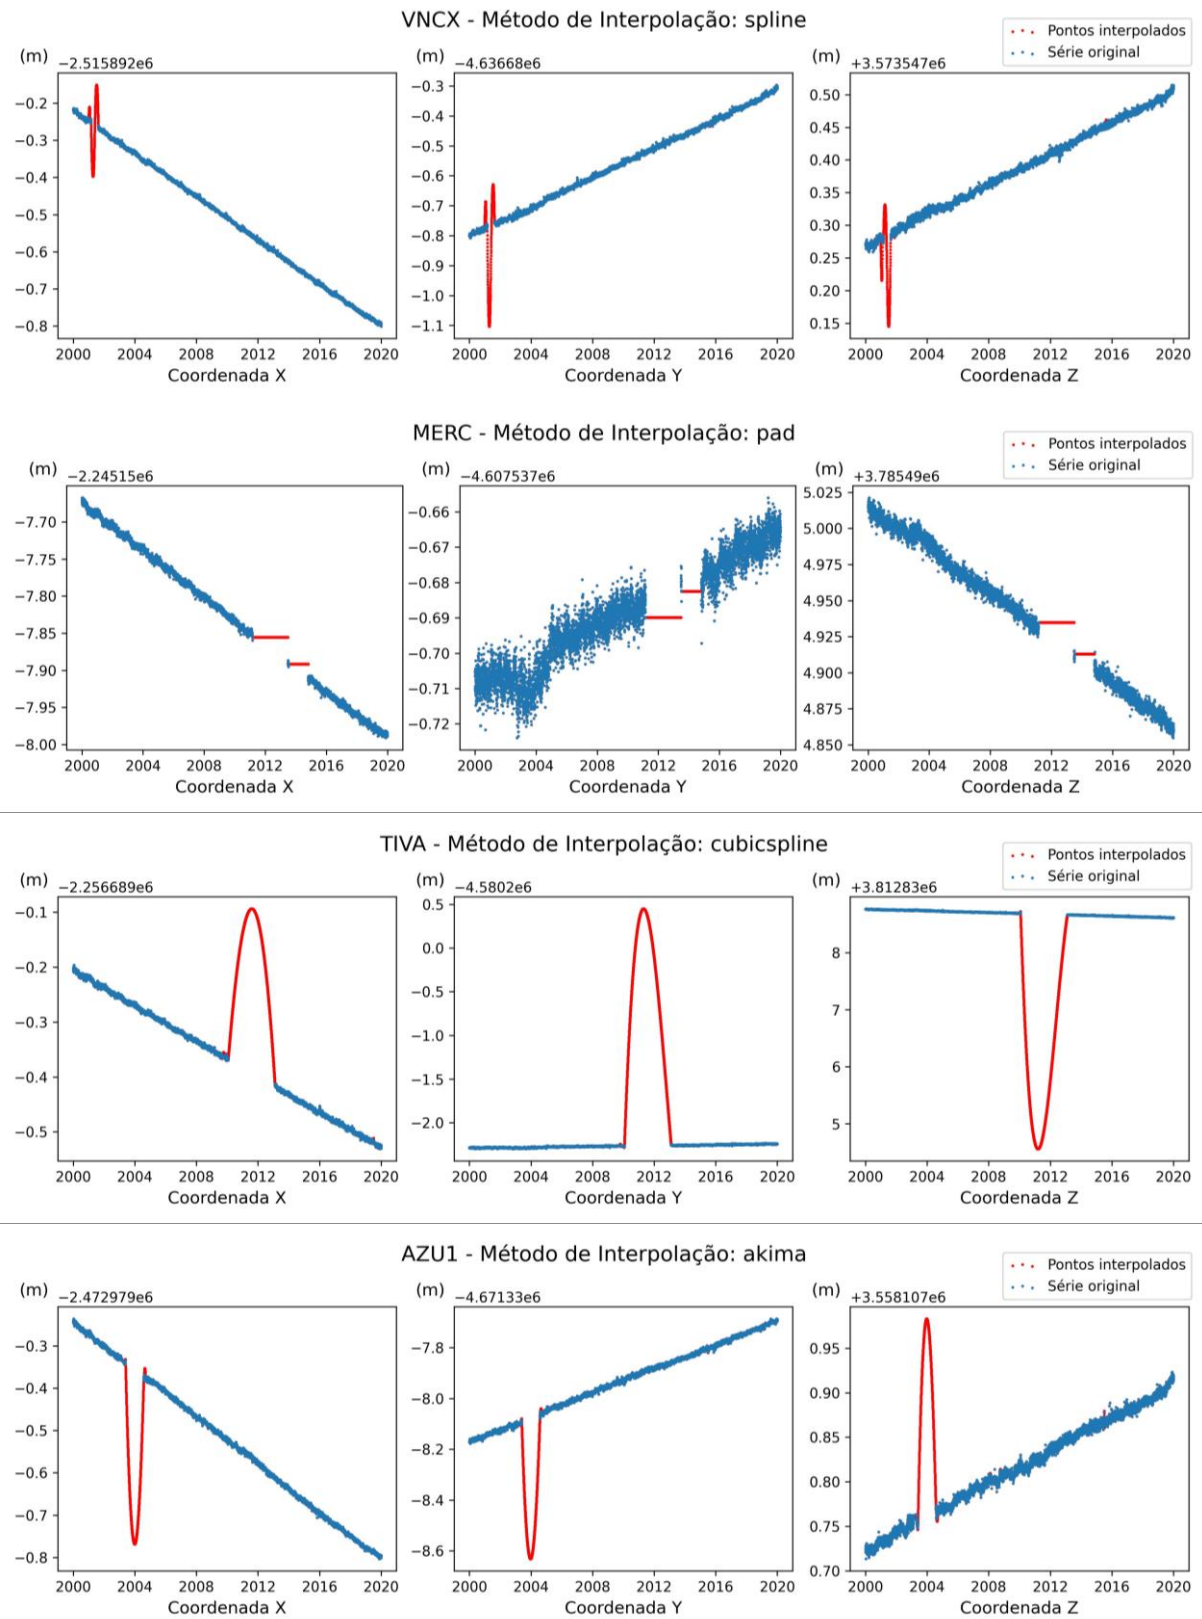 VNCX - Método de Interpolação: spline
Pontos interpolados
Série original
(m) −2.515892e6
−0.2
−0.3
−0.4
−0.5
−0.6
−0.7
−0.8
2000 2004 2008 2012 2016 2020
Coordenada X
(m) −4.63668e6
−0.3
−0.4
−0.5
−0.6
−0.7
−0.8
−0.9
−1.0
−1.1
2000 2004 2008 2012 2016 2020
Coordenada Y
(m) +3.573547e6
0.50
0.45
0.40
0.35
0.30
0.25
0.20
0.15
2000 2004 2008 2012 2016 2020
Coordenada Z
MERC - Método de Interpolação: pad
Pontos interpolados
Série original
(m) −2.24515e6
−7.70
−7.75
−7.80
−7.85
−7.90
−7.95
−8.00
2000 2004 2008 2012 2016 2020
Coordenada X
(m) −4.607537e6
−0.66
−0.67
−0.68
−0.69
−0.70
−0.71
−0.72
2000 2004 2008 2012 2016 2020
Coordenada Y
(m) +3.78549e6
5.025
5.000
4.975
4.950
4.925
4.900
4.875
4.850
2000 2004 2008 2012 2016 2020
Coordenada Z
TIVA - Método de Interpolação: cubicspline
Pontos interpolados
Série original
(m) −2.256689e6
−0.1
−0.2
−0.3
−0.4
−0.5
2000 2004 2008 2012 2016 2020
Coordenada X
(m) −4.5802e6
0.5
0.0
−0.5
−1.0
−1.5
−2.0
2000 2004 2008 2012 2016 2020
Coordenada Y
(m) +3.81283e6
8
7
6
5
2000 2004 2008 2012 2016 2020
Coordenada Z
AZU1 - Método de Interpolação: akima
Pontos interpolados
Série original
(m) −2.472979e6
−0.3
−0.4
−0.5
−0.6
−0.7
−0.8
2000 2004 2008 2012 2016 2020
Coordenada X
(m) −4.67133e6
−7.8
−8.0
−8.2
−8.4
−8.6
2000 2004 2008 2012 2016 2020
Coordenada Y
(m) +3.558107e6
0.95
0.90
0.85
0.80
0.75
0.70
2000 2004 2008 2012 2016 2020
Coordenada Z